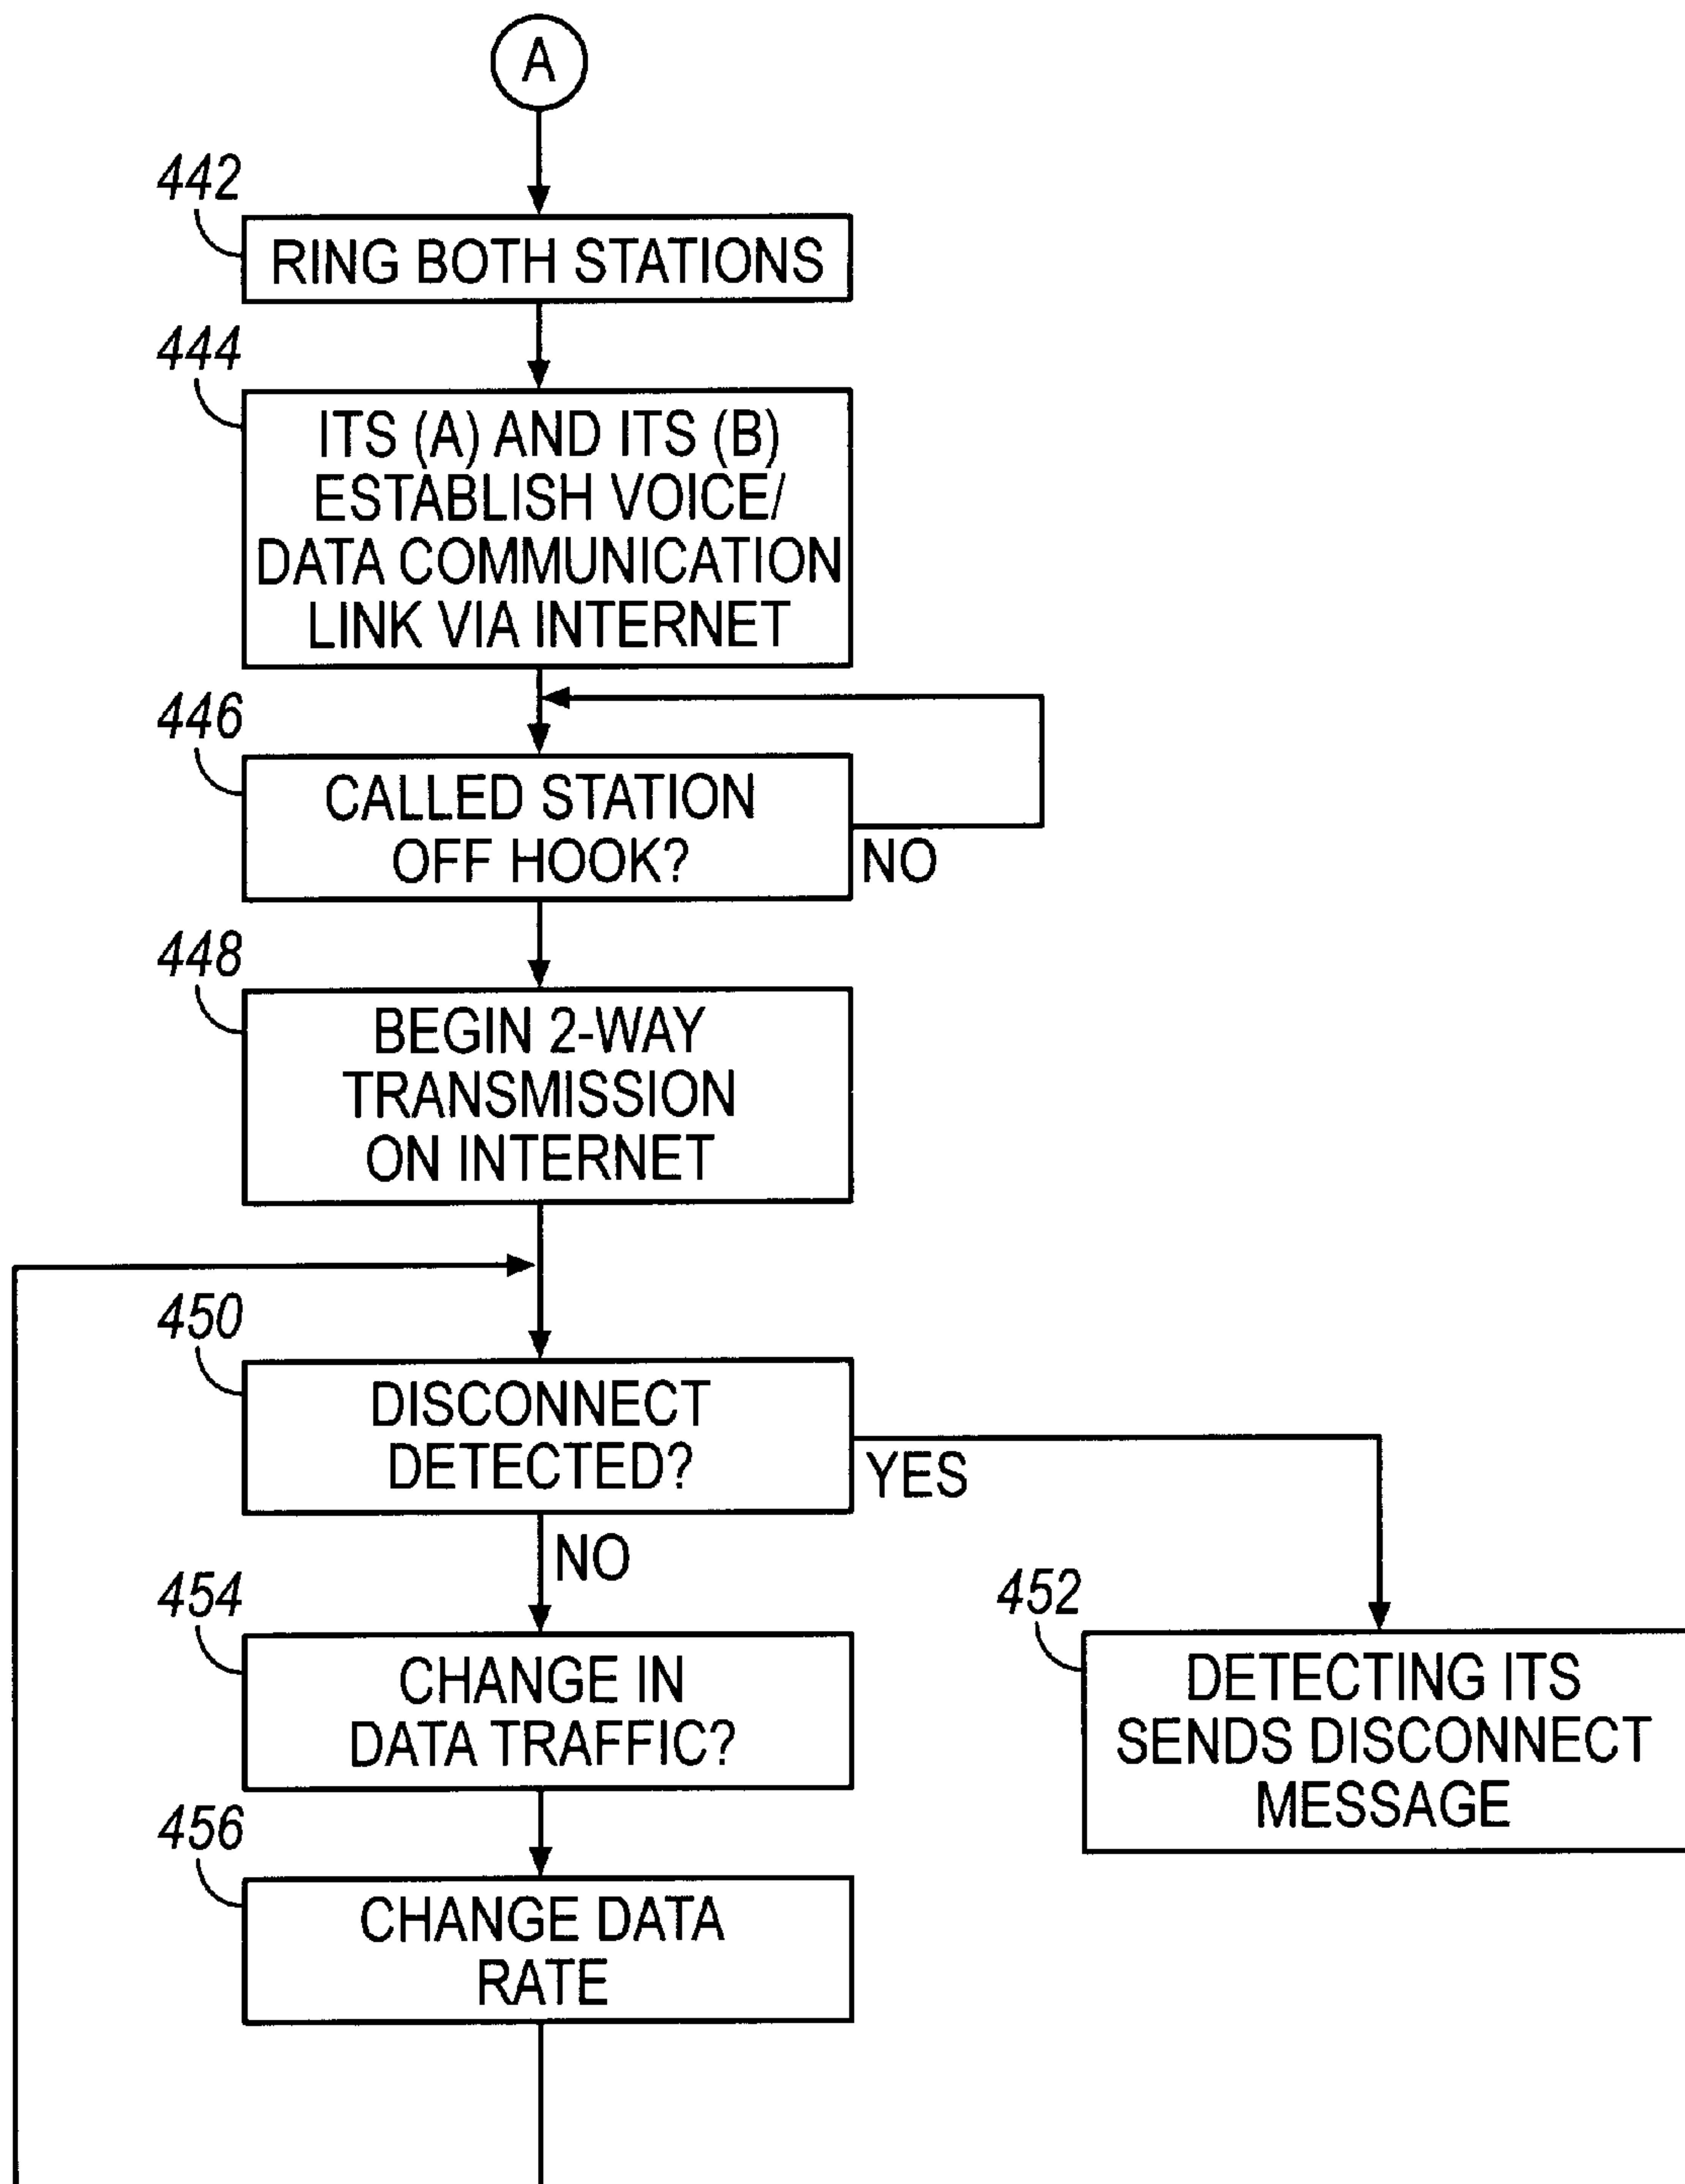 A
442
RING BOTH STATIONS
444
ITS (A) AND ITS (B)
ESTABLISH VOICE/
DATA COMMUNICATION
LINK VIA INTERNET
446
CALLED STATION
OFF HOOK?
NO
448
BEGIN 2-WAY
TRANSMISSION
ON INTERNET
450
DISCONNECT
DETECTED?
YES
NO
454
CHANGE IN
DATA TRAFFIC?
452
DETECTING ITS
SENDS DISCONNECT
MESSAGE
456
CHANGE DATA
RATE